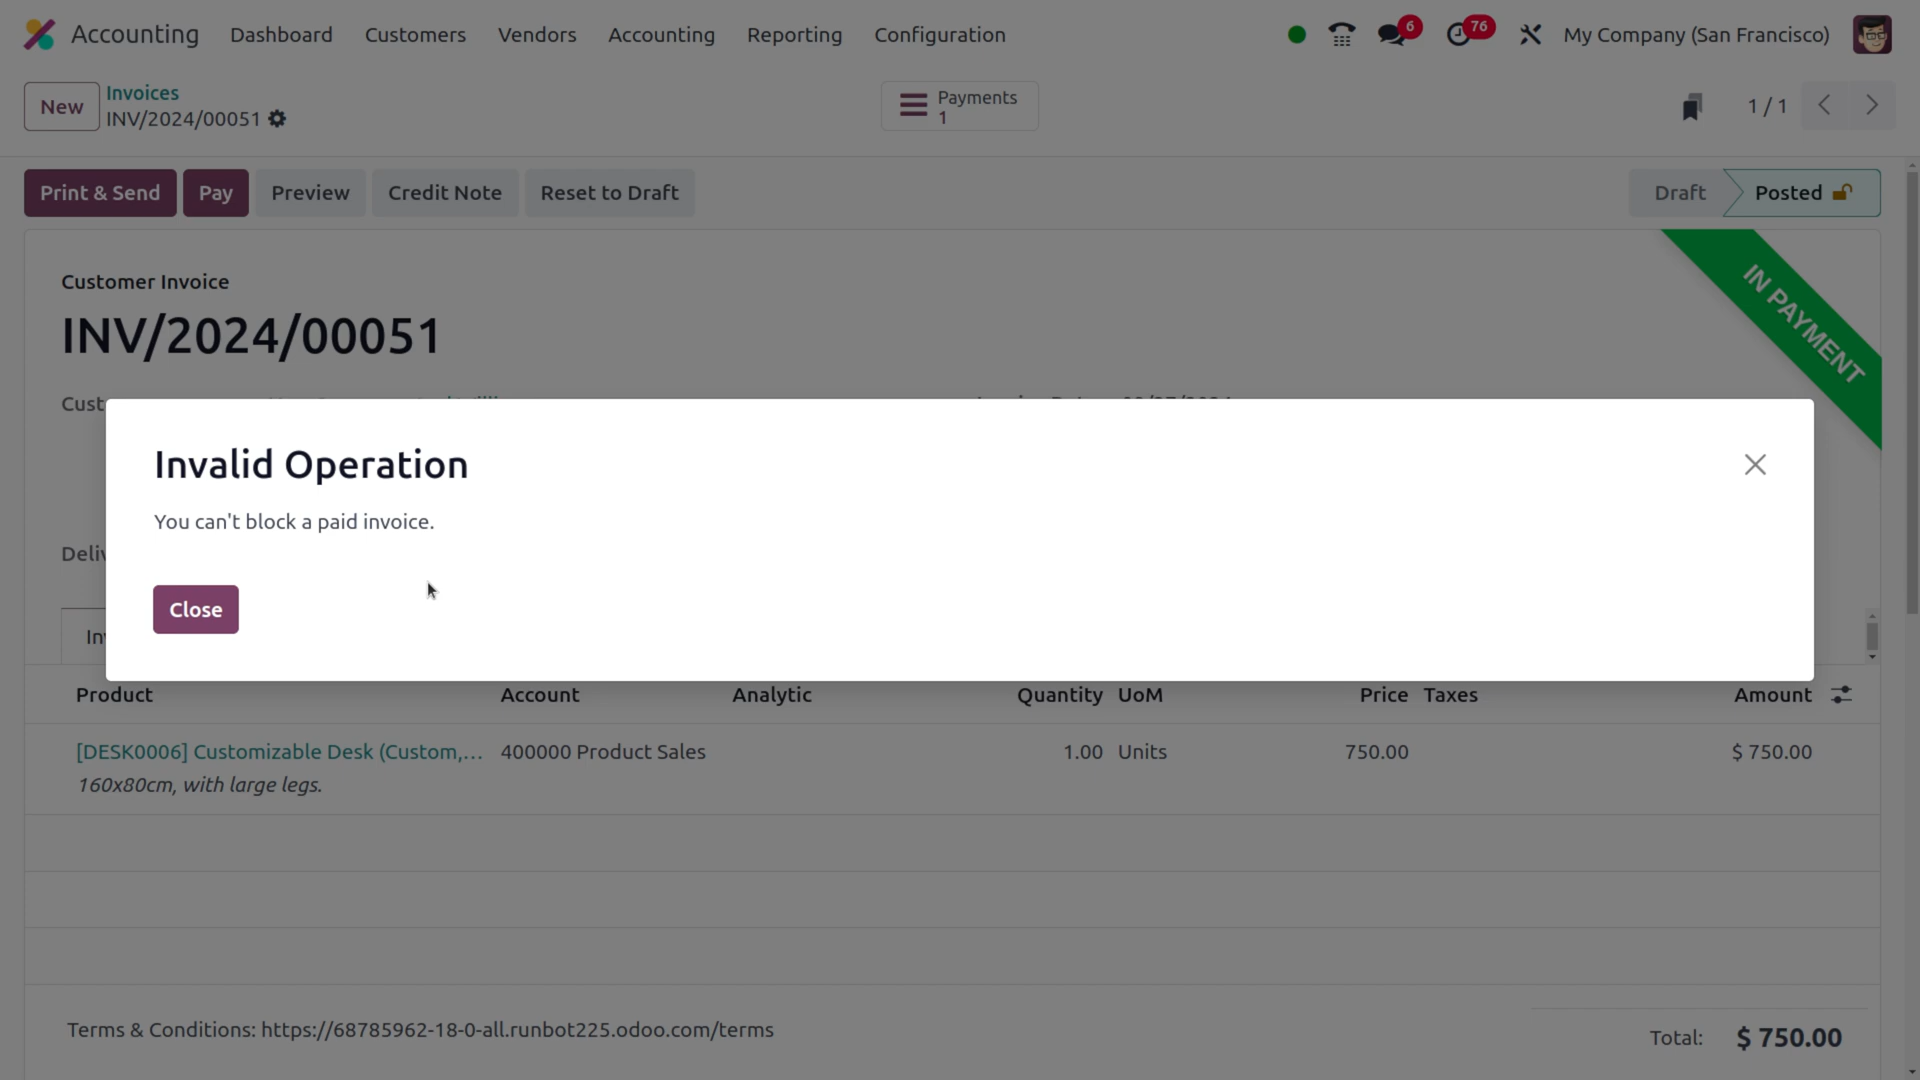 Accounting Dashboard Customers Vendors Accounting Reporting Configuration 6 76 My Company (San Francisco)
New Invoices INV/2024/00051 Payments 1 1 / 1
Print & Send Pay Preview Credit Note Reset to Draft Draft Posted
IN PAYMENT
Customer Invoice
INV/2024/00051
Cust
Invalid Operation
You can't block a paid invoice.
Deliv
Close
In
Product Account Analytic Quantity UoM Price Taxes Amount
[DESK0006] Customizable Desk (Custom,... 400000 Product Sales 1.00 Units 750.00 $ 750.00
160x80cm, with large legs.
Terms & Conditions: https://68785962-18-0-all.runbot225.odoo.com/terms
Total: $ 750.00